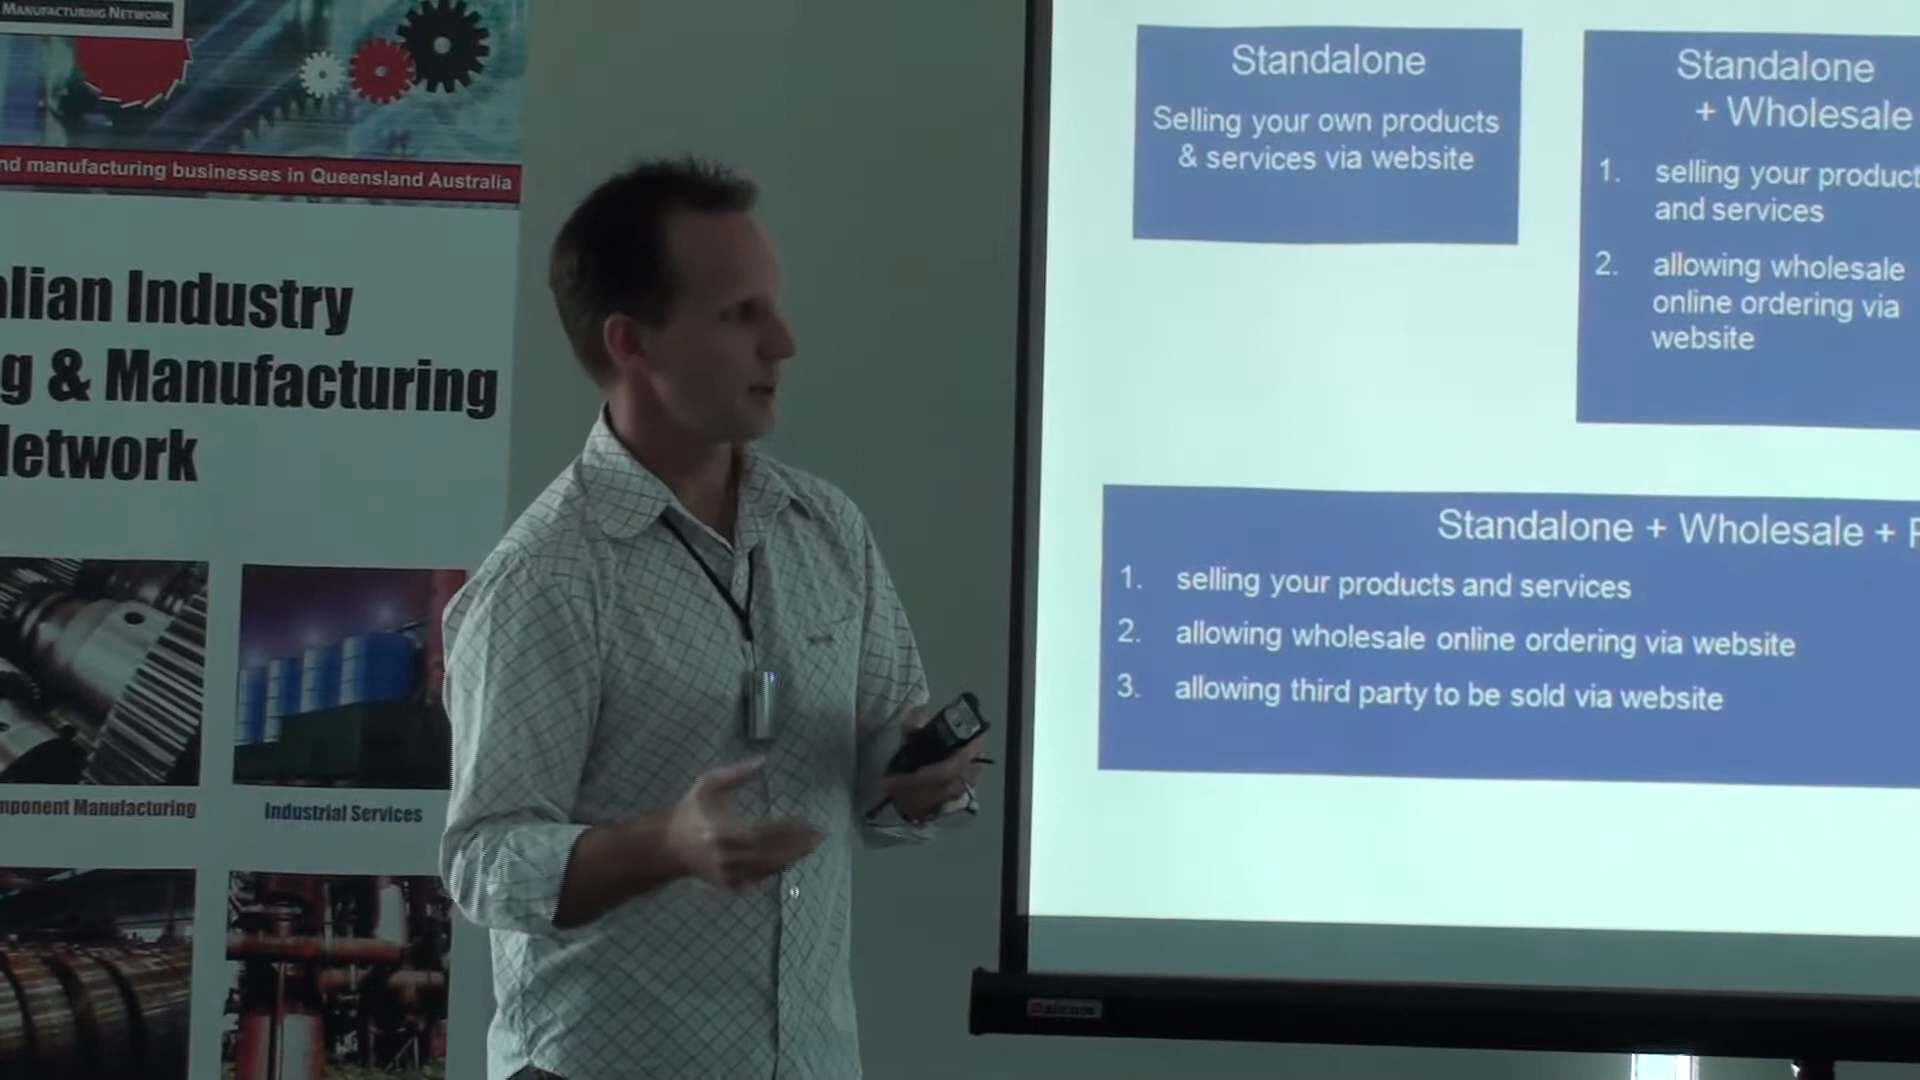 MANUFACTURING NETWORK
nd manufacturing businesses in Queensland Australia
alian Industry
g & Manufacturing
Network
mponent Manufacturing
Industrial Services
Standalone
Selling your own products
& services via website
Standalone
+ Wholesale
1. selling your product
and services
2. allowing wholesale
online ordering via
website
Standalone + Wholesale +
1. selling your products and services
2. allowing wholesale online ordering via website
3. allowing third party to be sold via website